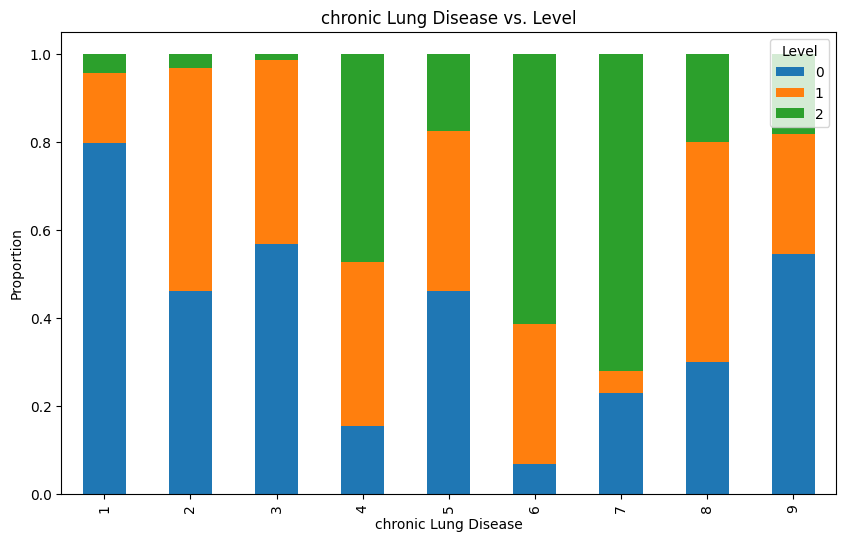 chronic Lung Disease vs. Level
Level
0
1
2
1.0
0.8
0.6
0.4
0.2
0.0
Proportion
1 2 3 4 5 6 7 8 9
chronic Lung Disease